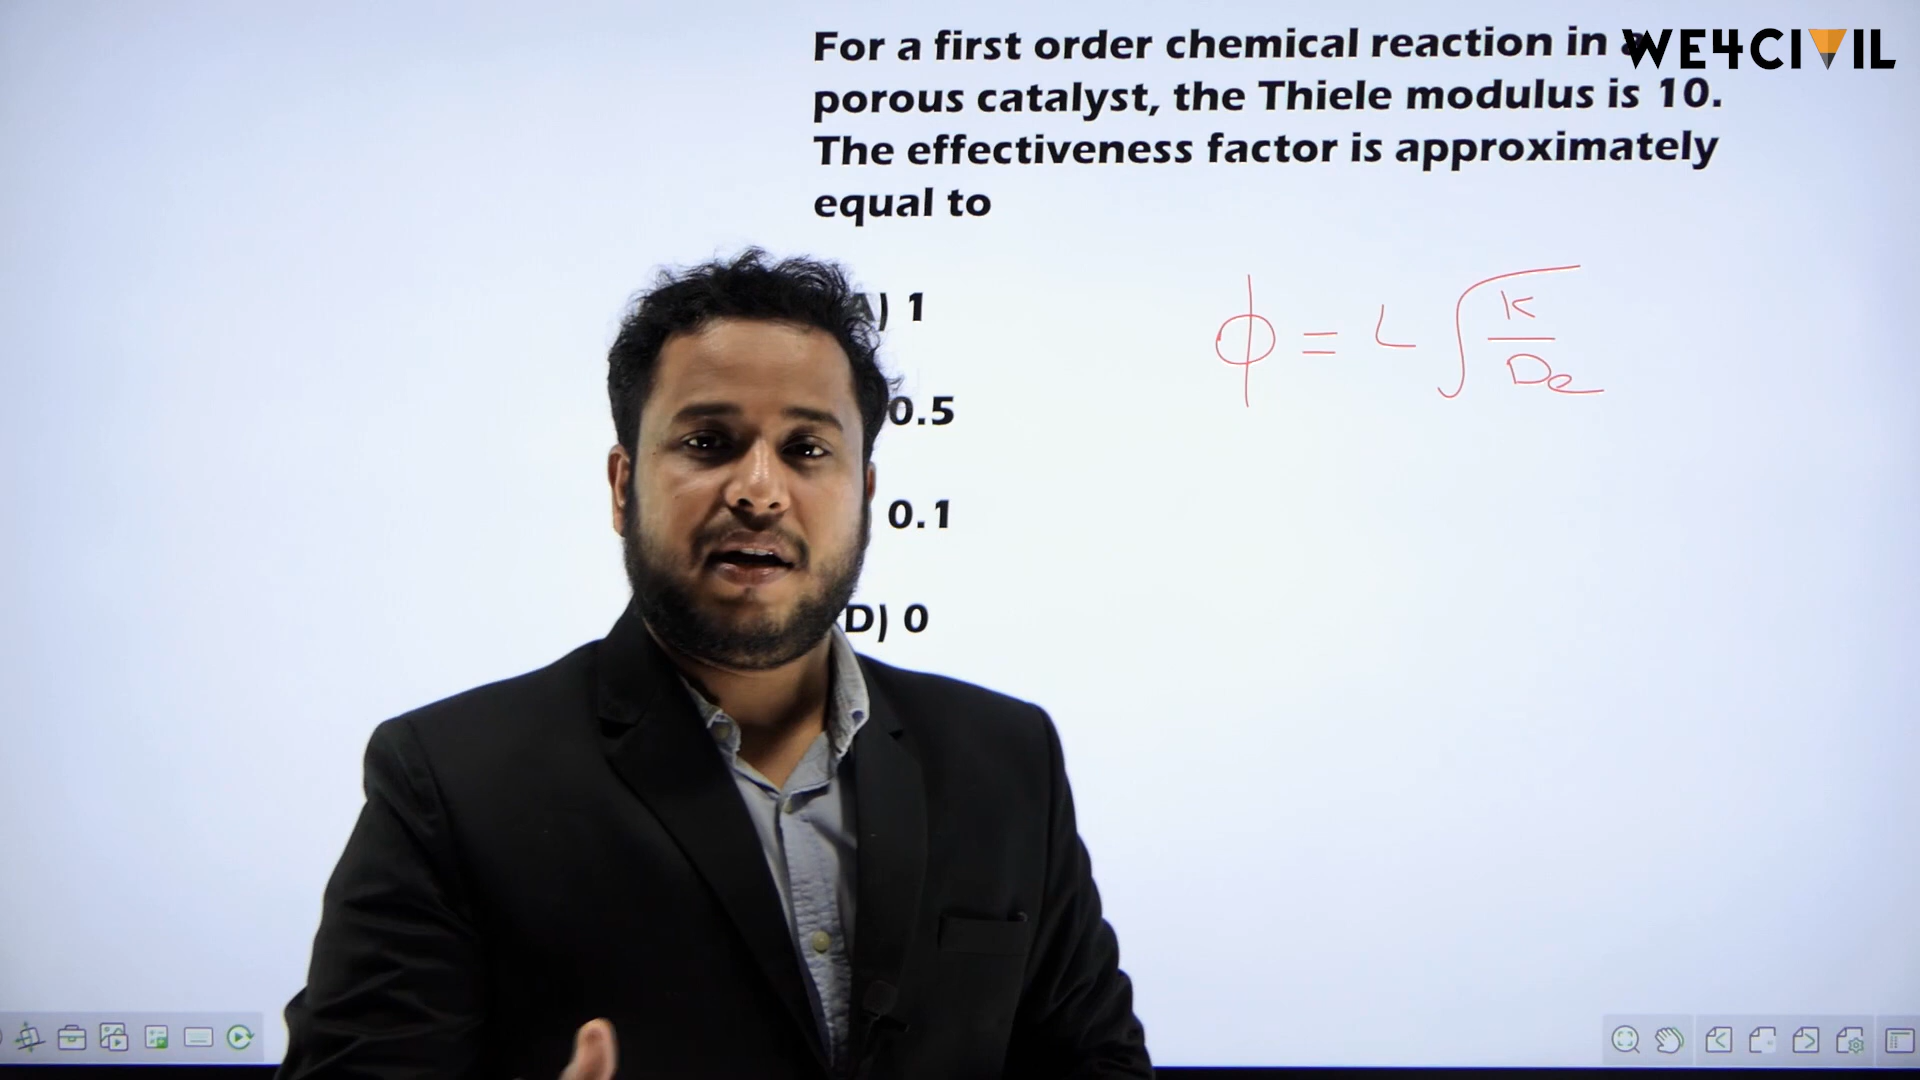 For a first order chemical reaction in a
WE4CIVIL
porous catalyst, the Thiele modulus is 10.
The effectiveness factor is approximately
equal to
A) 1
0.5
0.1
D) 0
ϕ = L √ K / De